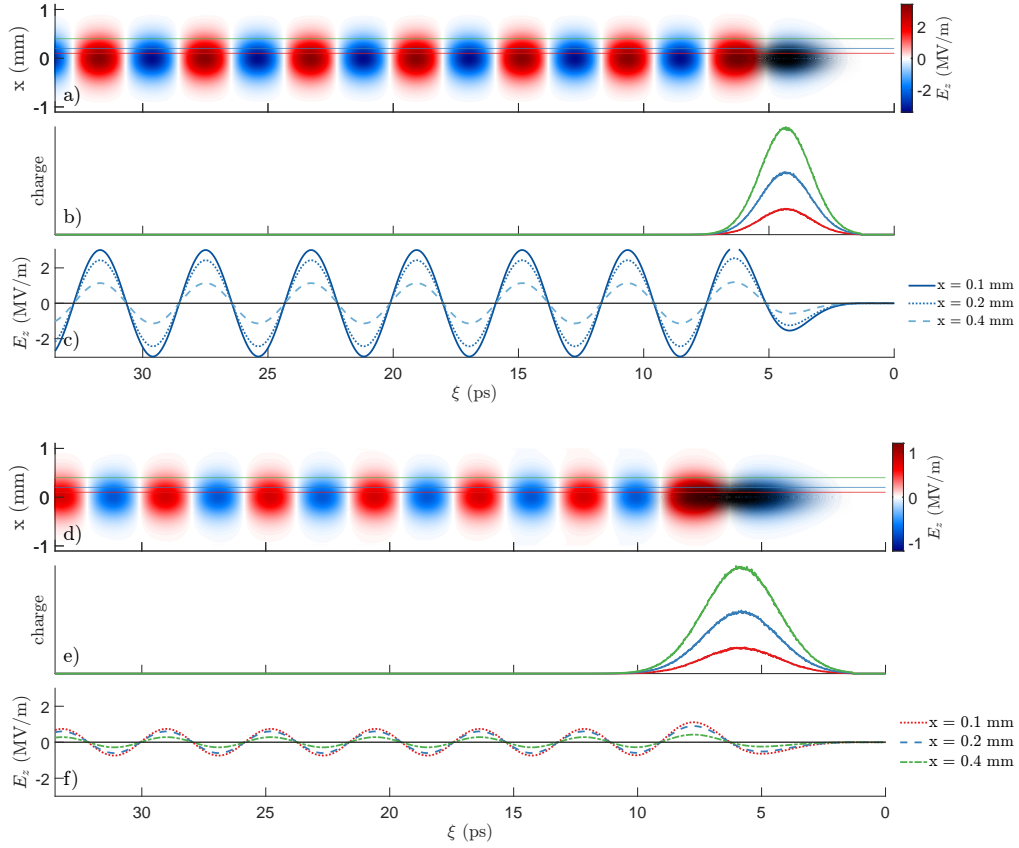 1
0
-1
x (mm)
a)
2
0
-2
E_z (MV/m)
charge
b)
2
0
-2
E_z (MV/m)
c)
30 25 20 15 10 5 0
ξ (ps)
x = 0.1 mm
x = 0.2 mm
x = 0.4 mm
1
0
-1
x (mm)
d)
1
0
-1
E_z (MV/m)
charge
e)
2
0
-2
E_z (MV/m)
f)
30 25 20 15 10 5 0
ξ (ps)
x = 0.1 mm
x = 0.2 mm
x = 0.4 mm